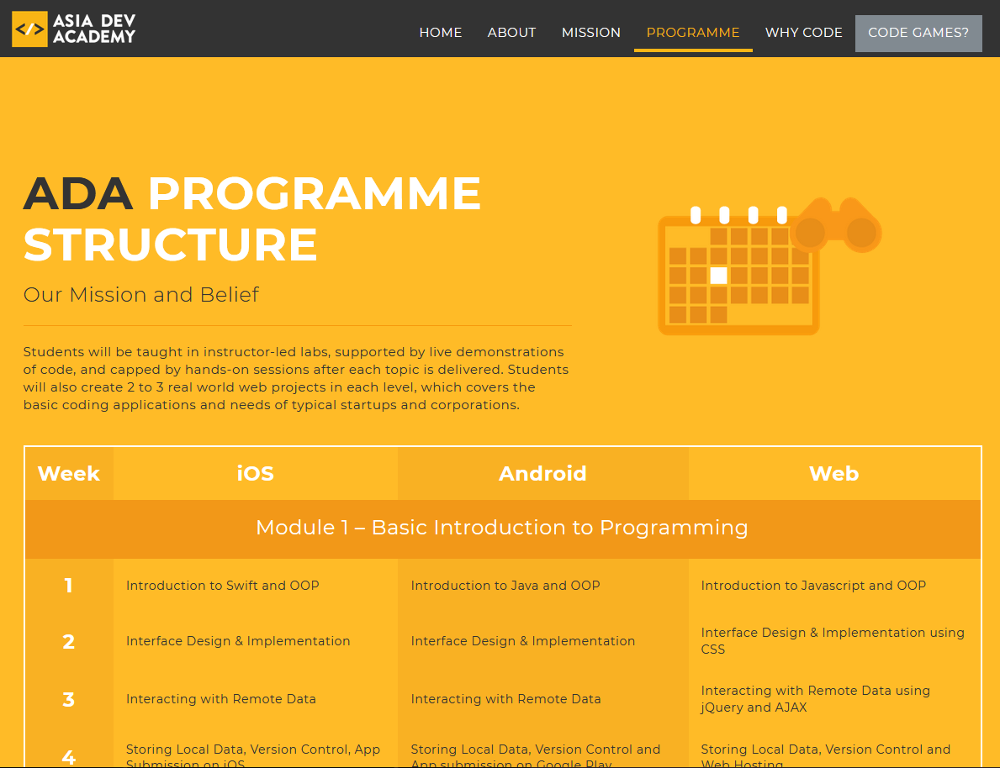 </> ASIA DEV
ACADEMY
HOME ABOUT MISSION PROGRAMME WHY CODE CODE GAMES?
ADA PROGRAMME
STRUCTURE
Our Mission and Belief
Students will be taught in instructor-led labs, supported by live demonstrations
of code, and capped by hands-on sessions after each topic is delivered. Students
will also create 2 to 3 real world web projects in each level, which covers the
basic coding applications and needs of typical startups and corporations.
Week iOS Android Web
Module 1 – Basic Introduction to Programming
1 Introduction to Swift and OOP Introduction to Java and OOP Introduction to Javascript and OOP
2 Interface Design & Implementation Interface Design & Implementation Interface Design & Implementation using
CSS
3 Interacting with Remote Data Interacting with Remote Data Interacting with Remote Data using
jQuery and AJAX
4 Storing Local Data, Version Control, App Storing Local Data, Version Control and Storing Local Data, Version Control and
Submission on iOS App submission on Google Play Web Hosting